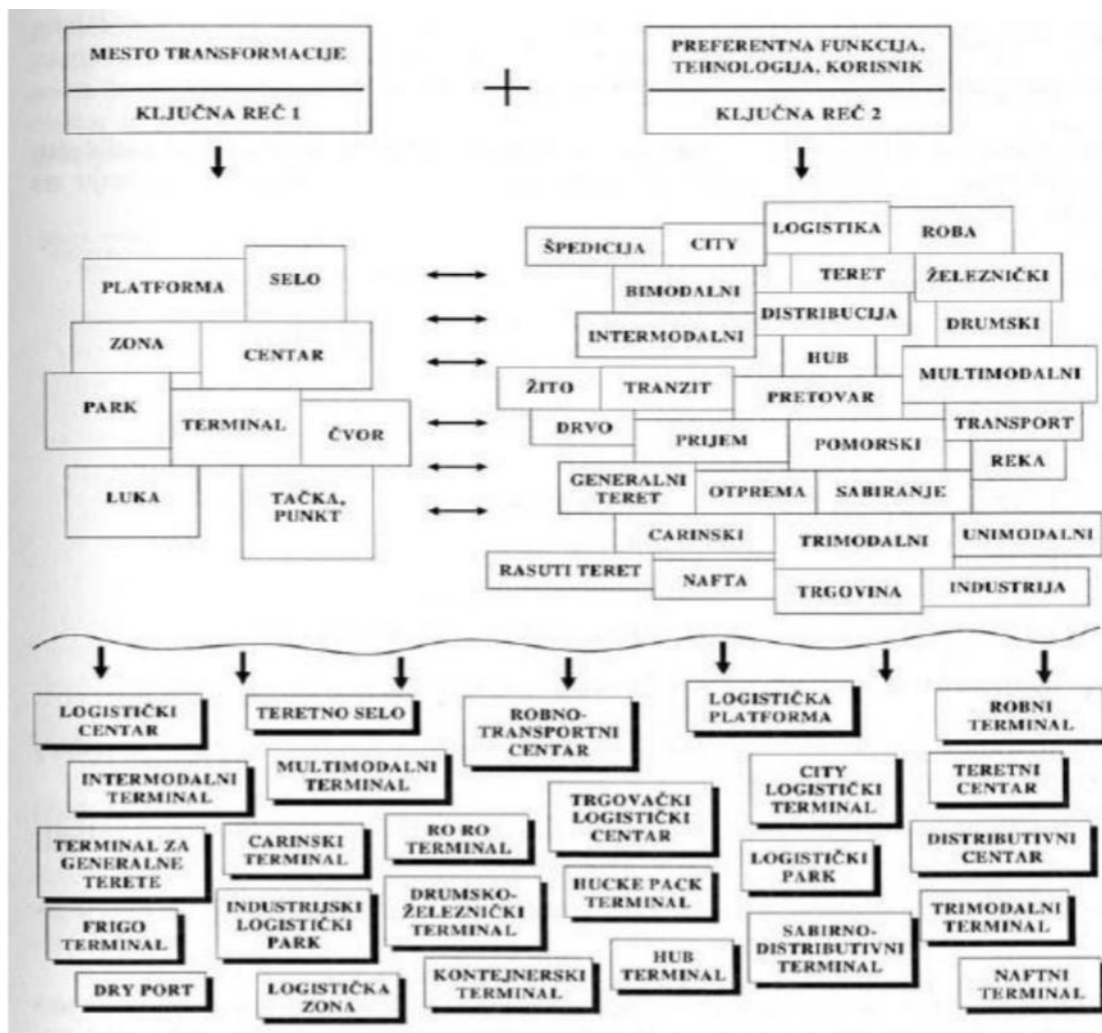 MESTO TRANSFORMACIJE
KLJUČNA REČ 1
+
PREFERENTNA FUNKCIJA,
TEHNOLOGIJA, KORISNIK
KLJUČNA REČ 2
PLATFORMA
SELO
ZONA
CENTAR
PARK
TERMINAL
ČVOR
LUKA
TAČKA,
PUNKT
ŠPEDICIJA
CITY
LOGISTIKA
ROBA
BIMODALNI
TERET
ŽELEZNIČKI
INTERMODALNI
DISTRIBUCIJA
DRUMSKI
HUB
MULTIMODALNI
ŽITO
TRANZIT
PRETOVAR
TRANSPORT
DRVO
PRIJEM
POMORSKI
REKA
GENERALNI
TERET
OTPREMA
SABIRANJE
CARINSKI
TRIMODALNI
UNIMODALNI
RASUTI TERET
NAFTA
TRGOVINA
INDUSTRIJA
LOGISTIČKI
CENTAR
TERETNO SELO
ROBNO-
TRANSPORTNI
CENTAR
LOGISTIČKA
PLATFORMA
ROBNI
TERMINAL
INTERMODALNI
TERMINAL
MULTIMODALNI
TERMINAL
TRGOVAČKI
LOGISTIČKI
CENTAR
CITY
LOGISTIČKI
TERMINAL
TERETNI
CENTAR
TERMINAL ZA
GENERALNE
TERETE
CARINSKI
TERMINAL
RO RO
TERMINAL
LOGISTIČKI
PARK
DISTRIBUTIVNI
CENTAR
FRIGO
TERMINAL
INDUSTRIJSKI
LOGISTIČKI
PARK
DRUMSKO-
ŽELEZNIČKI
TERMINAL
HUCKE PACK
TERMINAL
SABIRNO-
DISTRIBUTIVNI
TERMINAL
TRIMODALNI
TERMINAL
DRY PORT
LOGISTIČKA
ZONA
KONTEJNERSKI
TERMINAL
HUB
TERMINAL
NAFTNI
TERMINAL